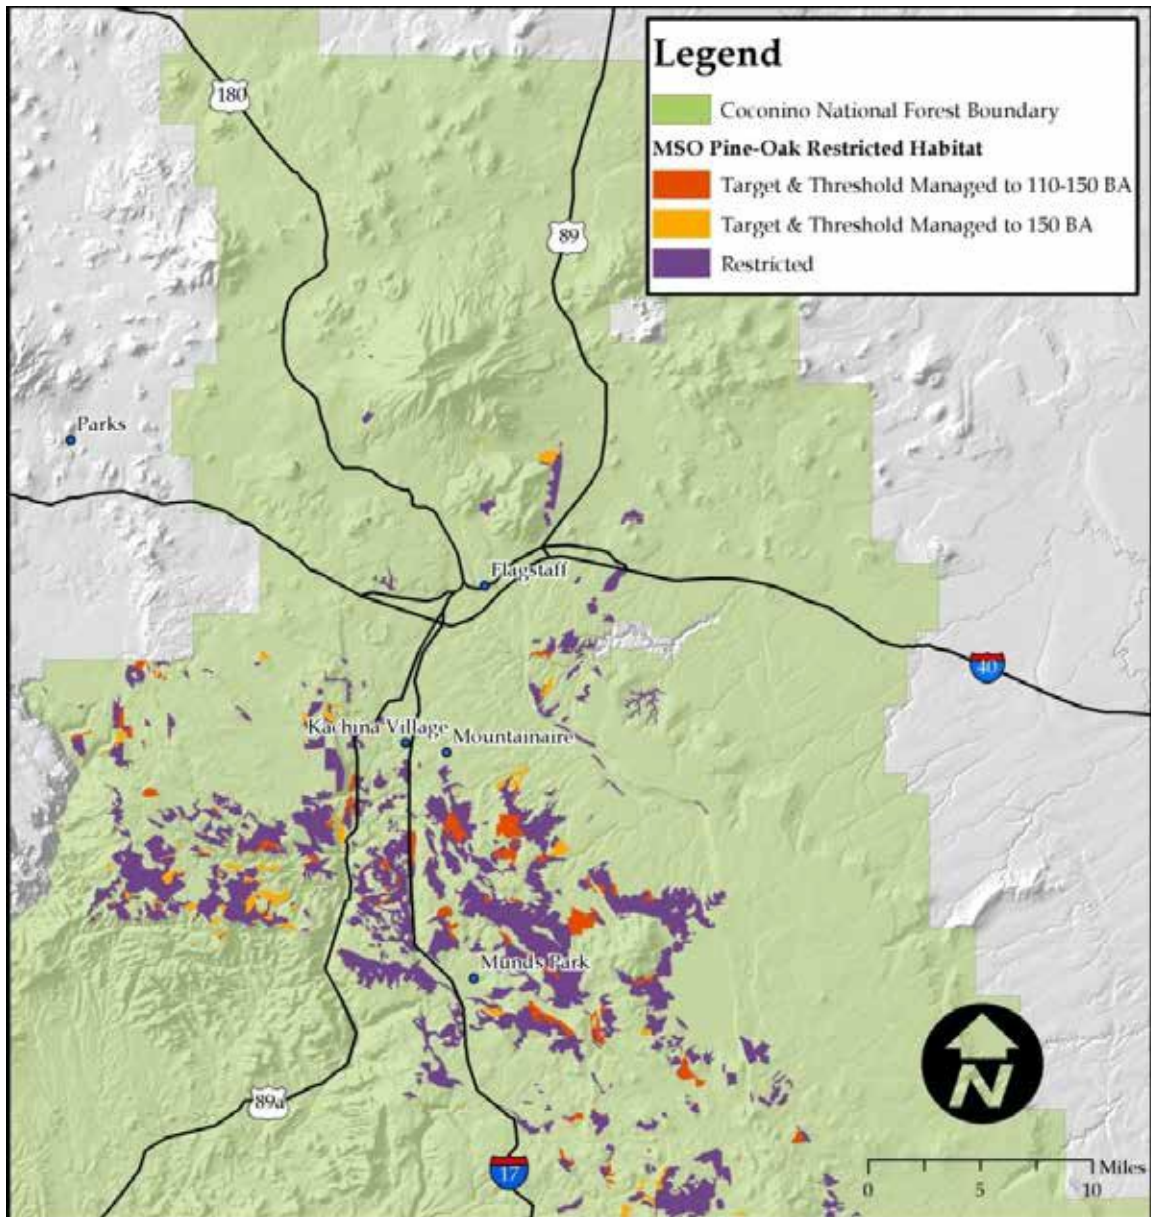 Legend
Coconino National Forest Boundary
MSO Pine-Oak Restricted Habitat
Target & Threshold Managed to 110-150 BA
Target & Threshold Managed to 150 BA
Restricted
180
89
Parks
Flagstaff
40
Kachina Village
Mountainaire
Munds Park
N
89a
17
Miles
0 5 10